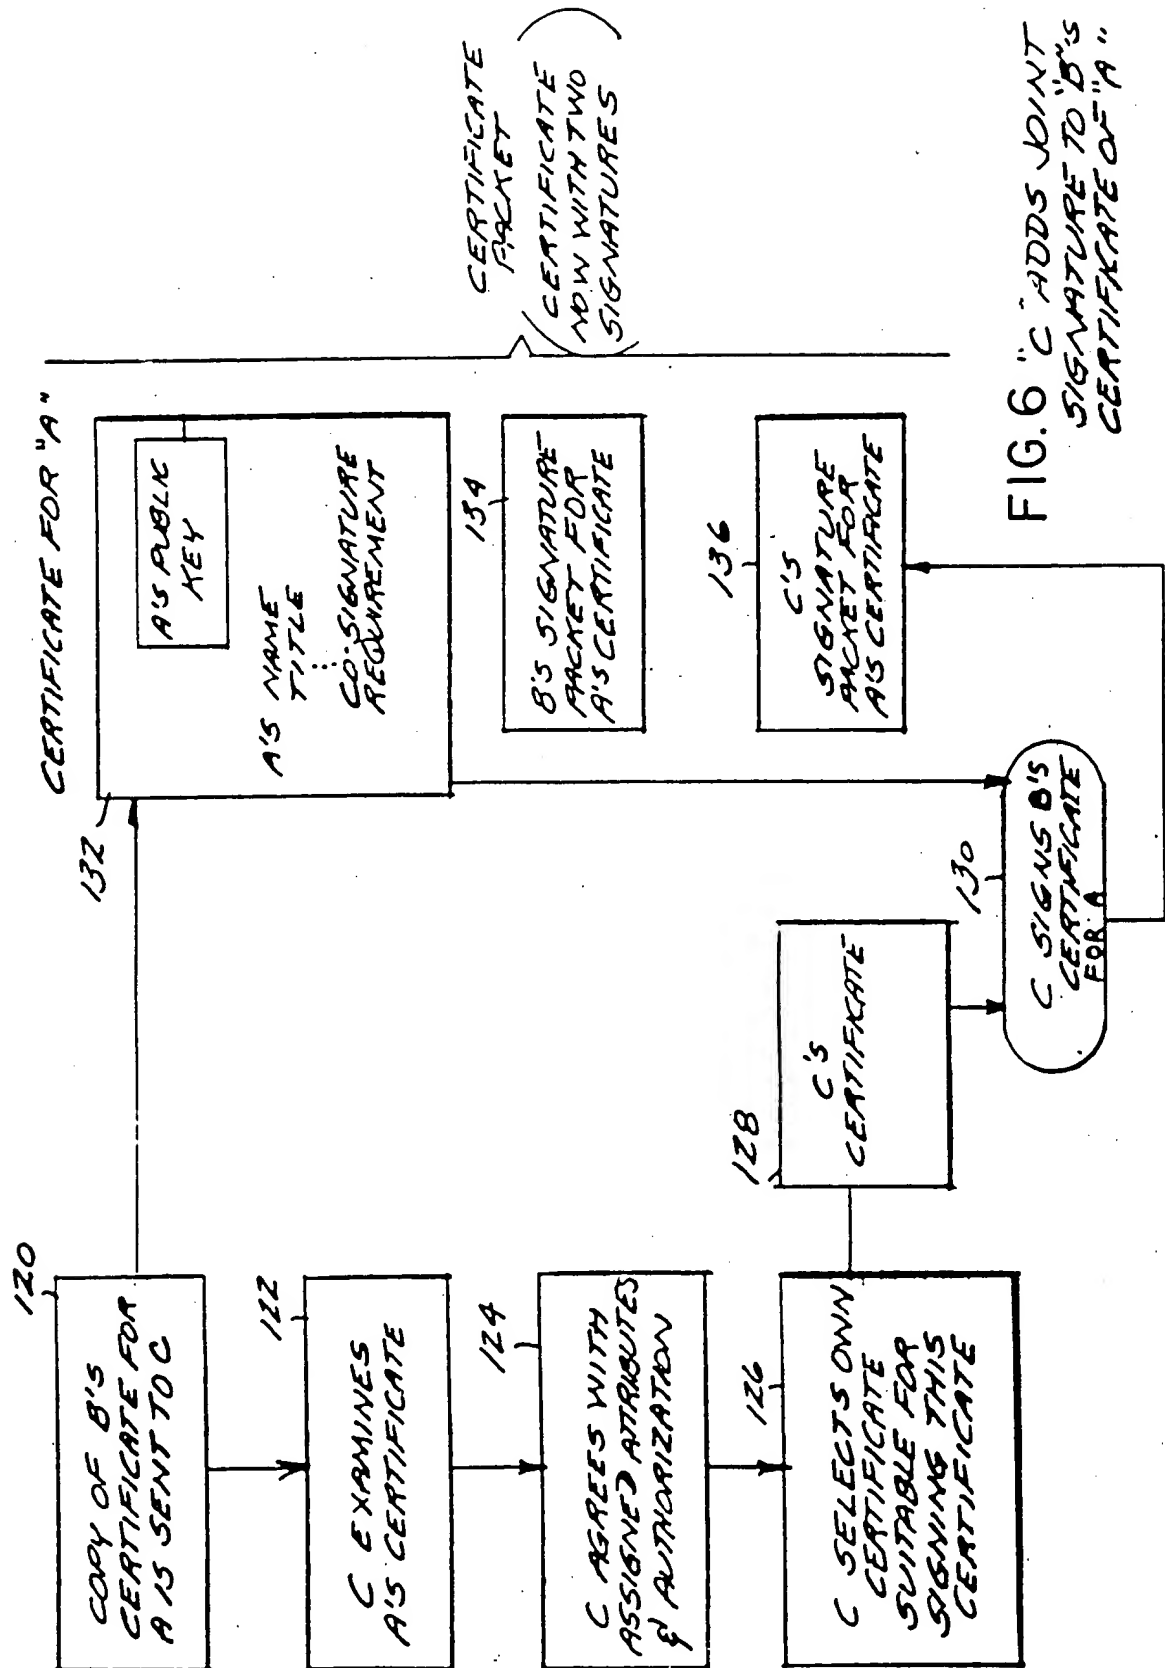 120
COPY OF B'S
CERTIFICATE FOR
A IS SENT TO C
122
C EXAMINES
A'S CERTIFICATE
124
C AGREES WITH
ASSIGNED ATTRIBUTES
& AUTHORIZATION
126
C SELECTS OWN
CERTIFICATE
SUITABLE FOR
SIGNING THIS
CERTIFICATE
128
C'S
CERTIFICATE
130
C SIGNS B'S
CERTIFICATE
FOR A
CERTIFICATE FOR "A"
132
A'S PUBLIC
KEY
A'S NAME
TITLE
⋮
CO-SIGNATURE
REQUIREMENT
134
B'S SIGNATURE
PACKET FOR
A'S CERTIFICATE
136
C'S
SIGNATURE
PACKET FOR
A'S CERTIFICATE
CERTIFICATE
PACKET
(CERTIFICATE
NOW WITH TWO
SIGNATURES)
FIG. 6 "C" ADDS JOINT
SIGNATURE TO "B"'S
CERTIFICATE OF "A"